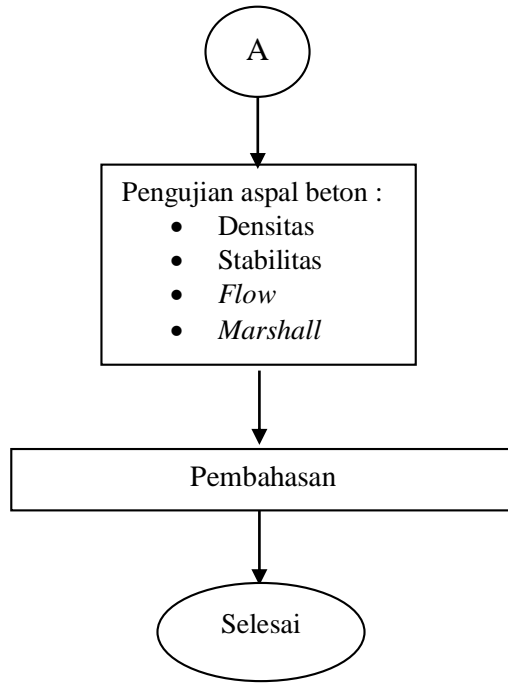 A
Pengujian aspal beton :
• Densitas
• Stabilitas
• Flow
• Marshall
Pembahasan
Selesai